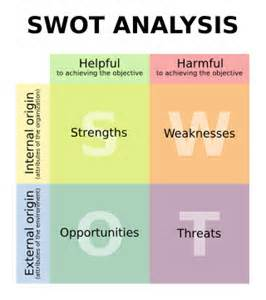 SWOT ANALYSIS
Helpful
to achieving the objective
Harmful
to achieving the objective
Internal origin
(attributes of the organization)
S
Strengths
W
Weaknesses
External origin
(attributes of the environment)
O
Opportunities
T
Threats